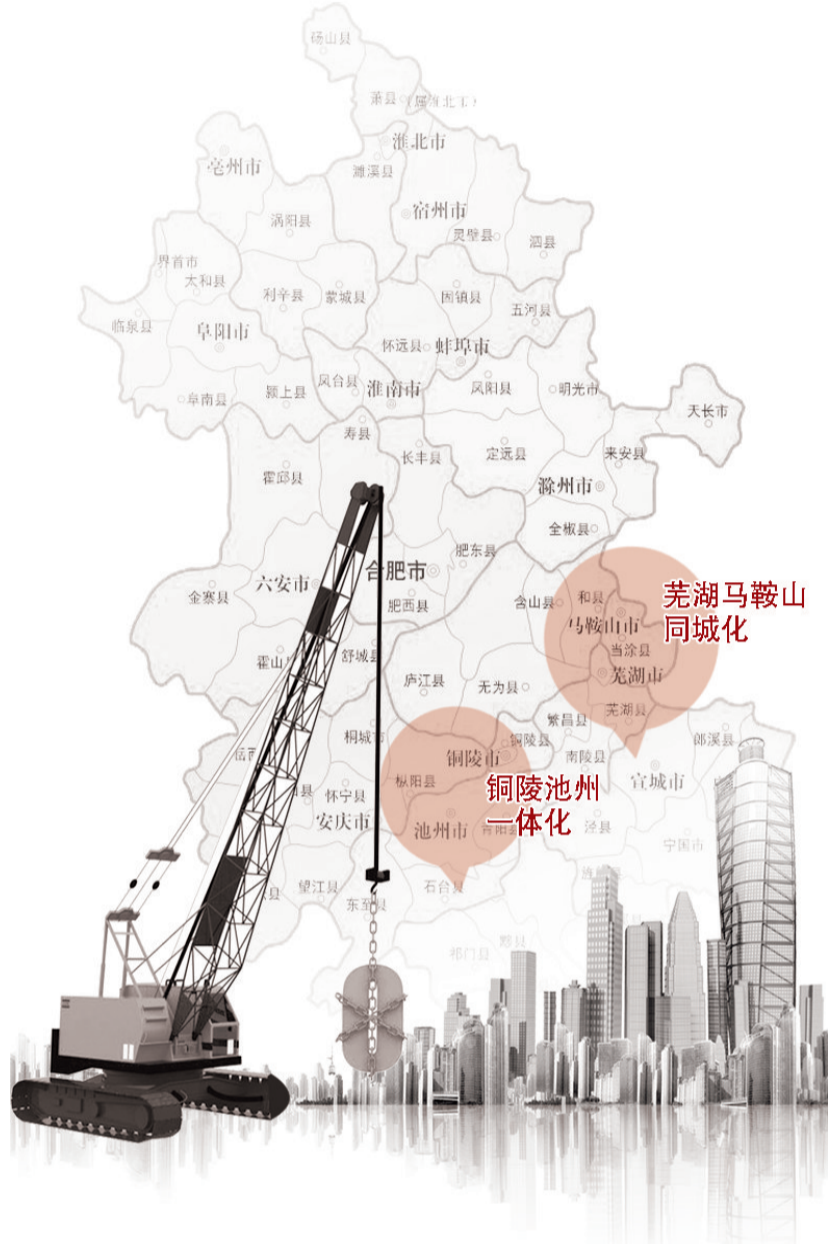 砀山县
萧县
淮北市
亳州市
濉溪县
宿州市
涡阳县
灵璧县
泗县
界首市
太和县
利辛县
蒙城县
固镇县
五河县
临泉县
阜阳市
怀远县
蚌埠市
阜南县
颍上县
凤台县
淮南市
凤阳县
明光市
天长市
寿县
长丰县
定远县
来安县
霍邱县
滁州市
全椒县
肥东县
合肥市
金寨县
六安市
肥西县
含山县
和县
芜湖马鞍山
同城化
马鞍山市
当涂县
霍山
舒城县
庐江县
无为县
芜湖市
芜湖县
繁昌县
桐城市
铜陵市
铜陵县
南陵县
郎溪县
宣城市
枞阳县
铜陵池州
一体化
怀宁县
安庆市
池州市
青阳县
泾县
宁国市
望江县
东至县
石台县
祁门县
黟县